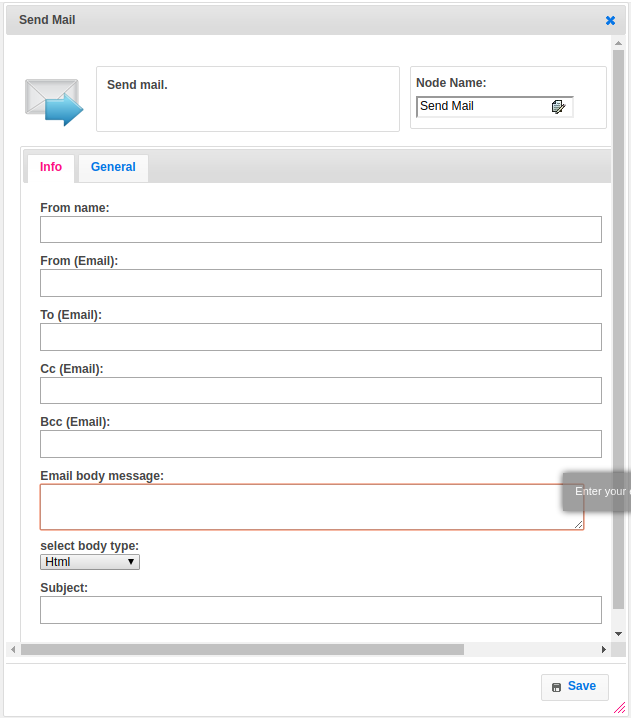 Send Mail
Send mail.
Node Name:
Send Mail
Info
General
From name:
From (Email):
To (Email):
Cc (Email):
Bcc (Email):
Email body message:
Enter your
select body type:
Html
Subject:
Save